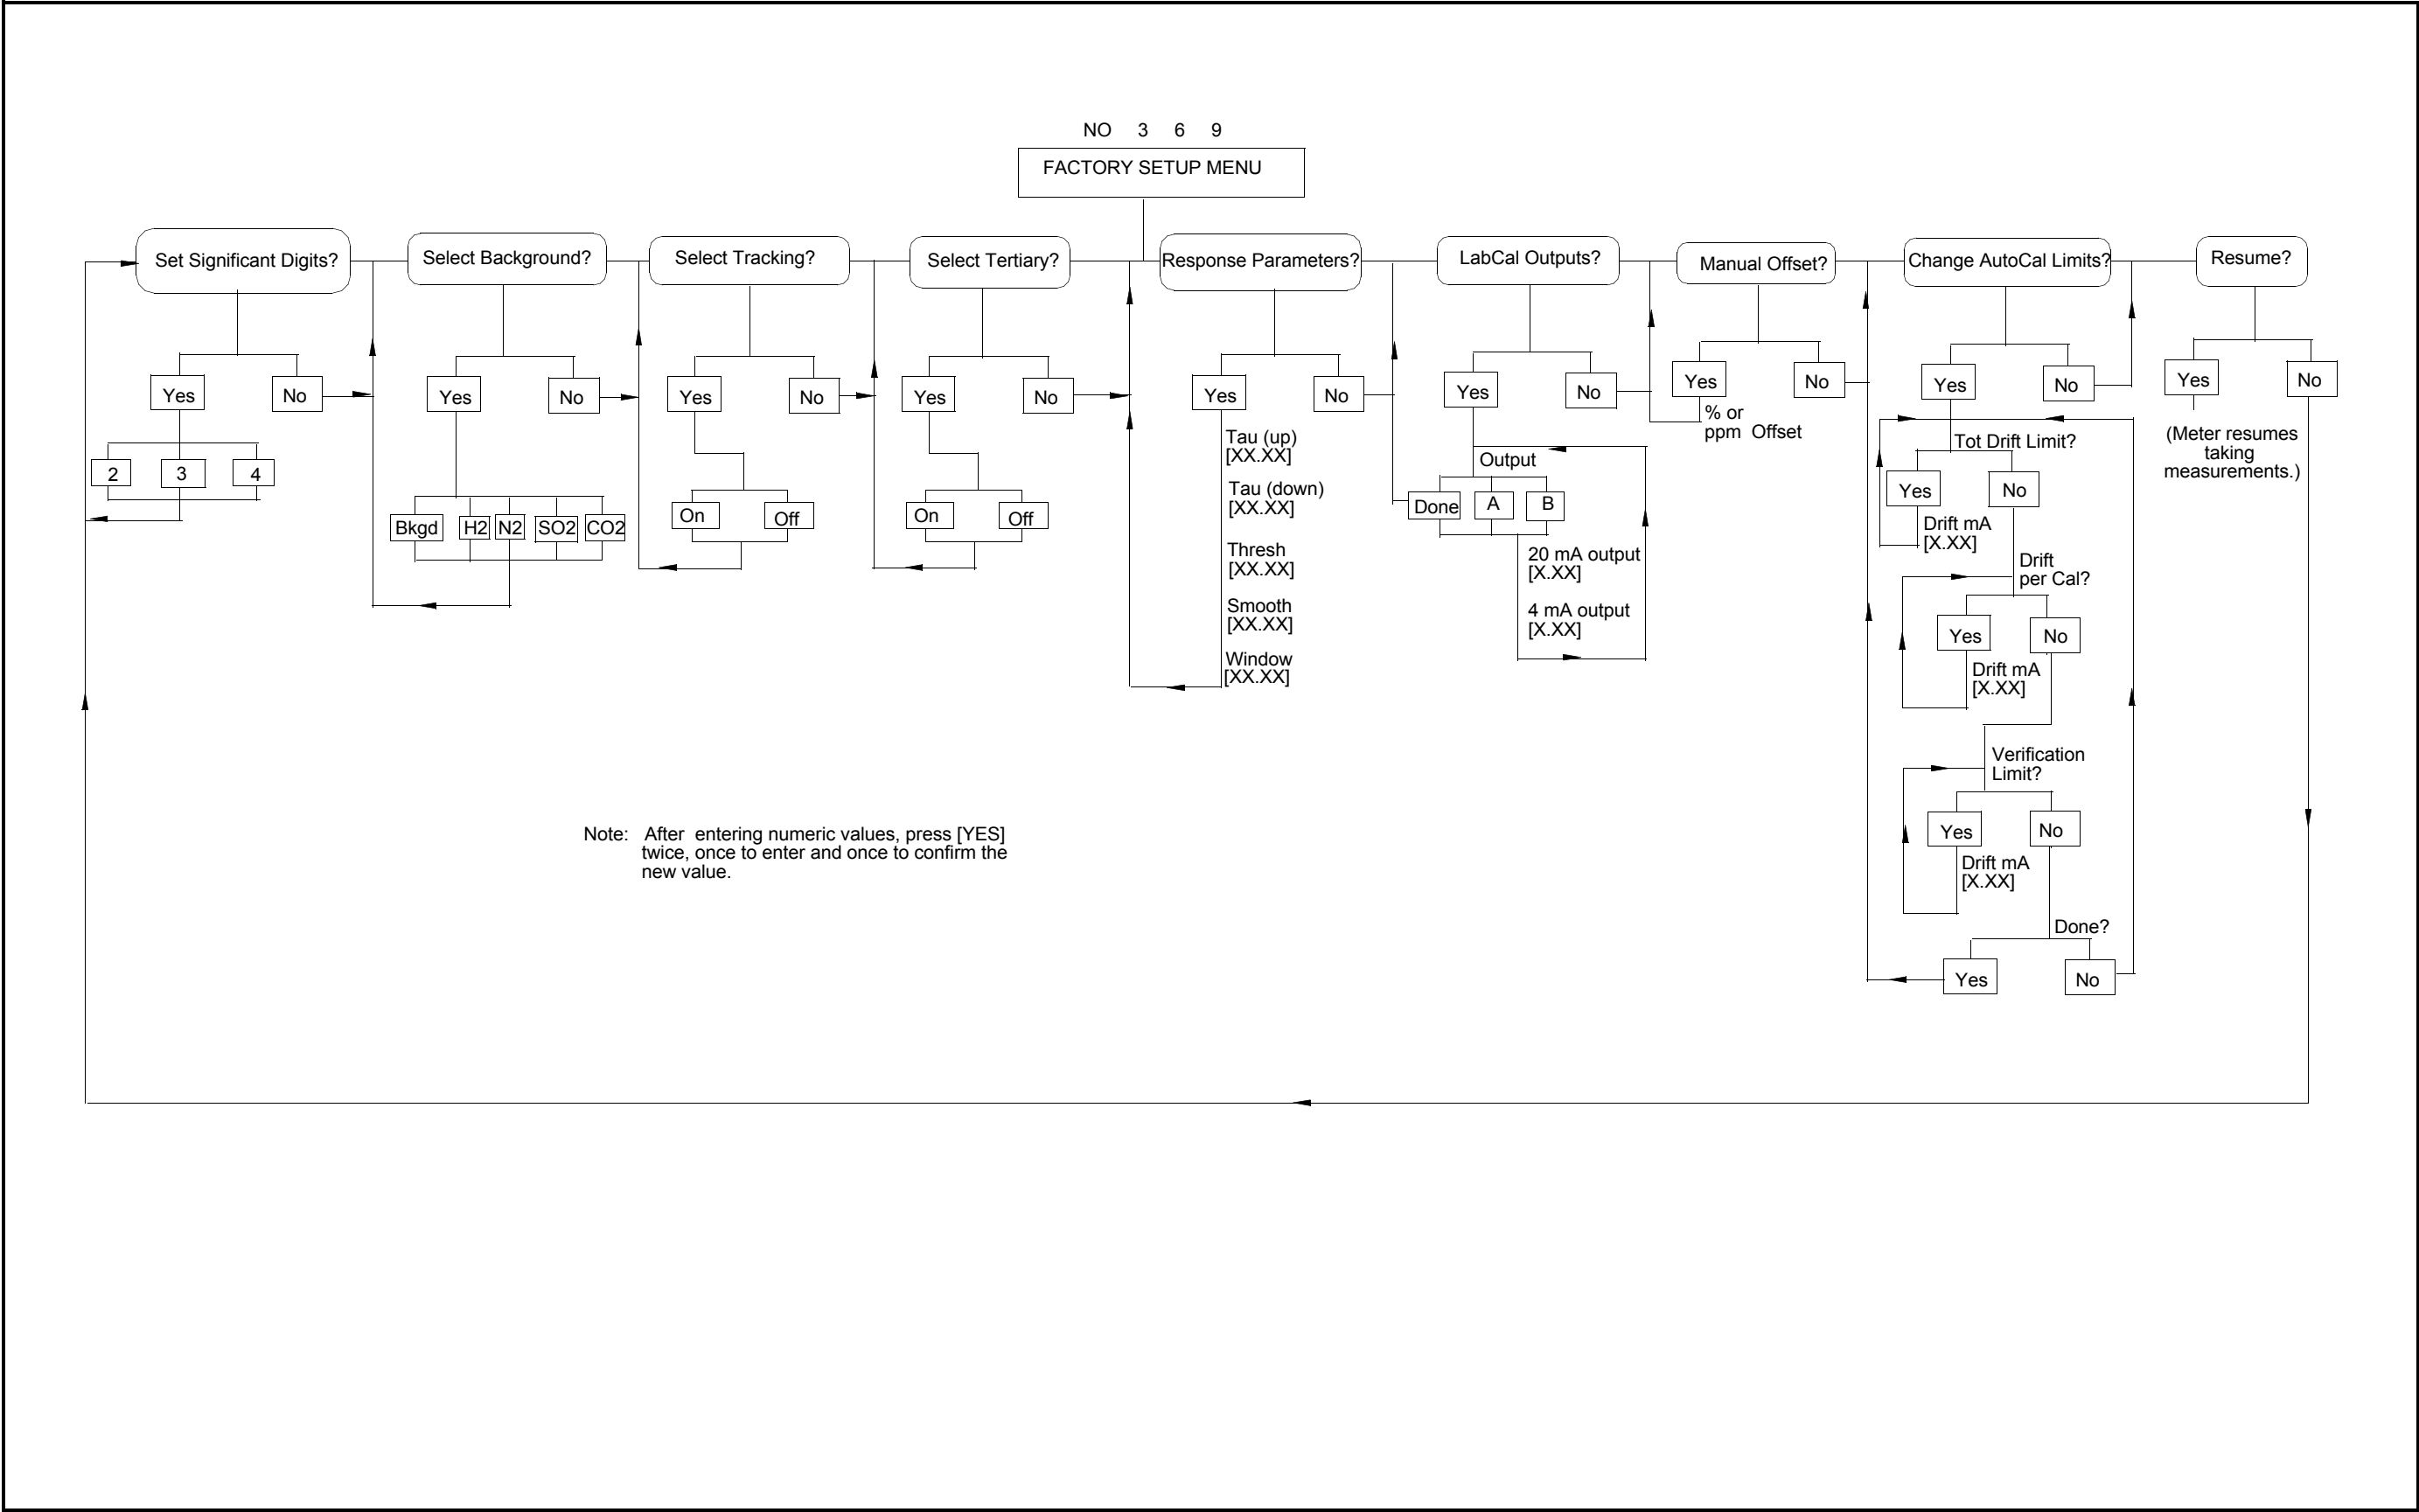 NO 3 6 9
FACTORY SETUP MENU
Set Significant Digits?
Yes
No
2
3
4
Select Background?
Yes
No
Bkgd
H2
N2
SO2
CO2
Select Tracking?
Yes
No
On
Off
Select Tertiary?
Yes
No
On
Off
Response Parameters?
Yes
No
Tau (up)
[XX.XX]
Tau (down)
[XX.XX]
Thresh
[XX.XX]
Smooth
[XX.XX]
Window
[XX.XX]
LabCal Outputs?
Yes
No
Output
Done
A
B
20 mA output
[X.XX]
4 mA output
[X.XX]
Manual Offset?
Yes
No
% or
ppm Offset
Change AutoCal Limits?
Yes
No
Tot Drift Limit?
Yes
No
Drift mA
[X.XX]
Drift
per Cal?
Yes
No
Drift mA
[X.XX]
Verification
Limit?
Yes
No
Drift mA
[X.XX]
Done?
Yes
No
Resume?
Yes
No
(Meter resumes
taking
measurements.)
Note: After entering numeric values, press [YES]
twice, once to enter and once to confirm the
new value.